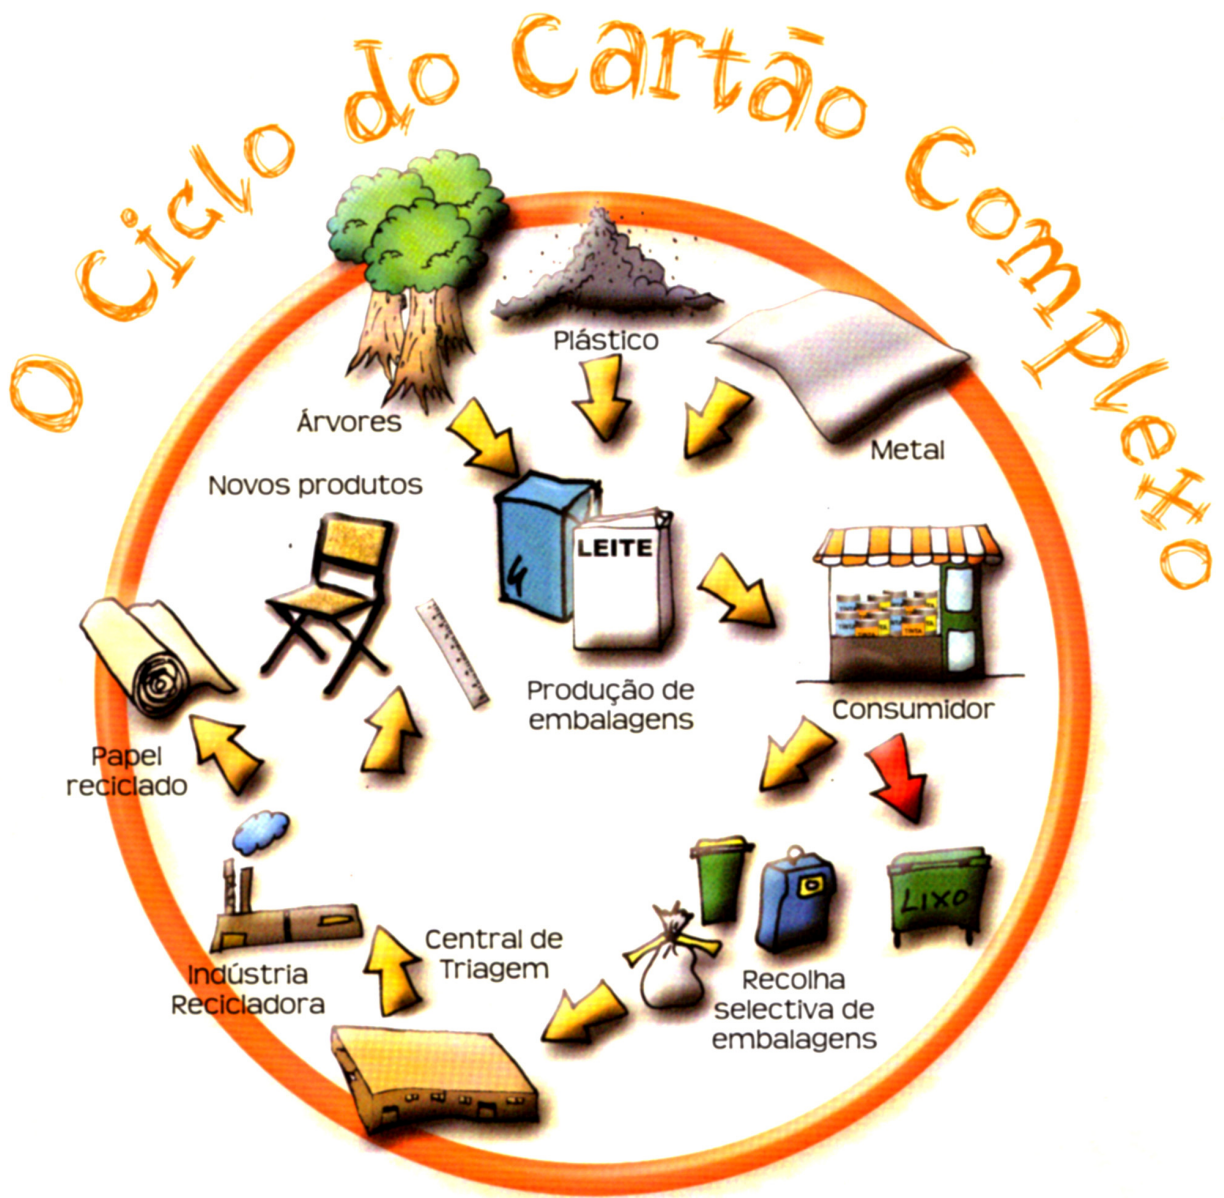 O Ciclo do Cartão Complexo
Plástico
Árvores
Metal
Novos produtos
LEITE
Produção de
embalagens
Consumidor
Papel
reciclado
LIXO
Central de
Triagem
Indústria
Recicladora
Recolha
selectiva de
embalagens